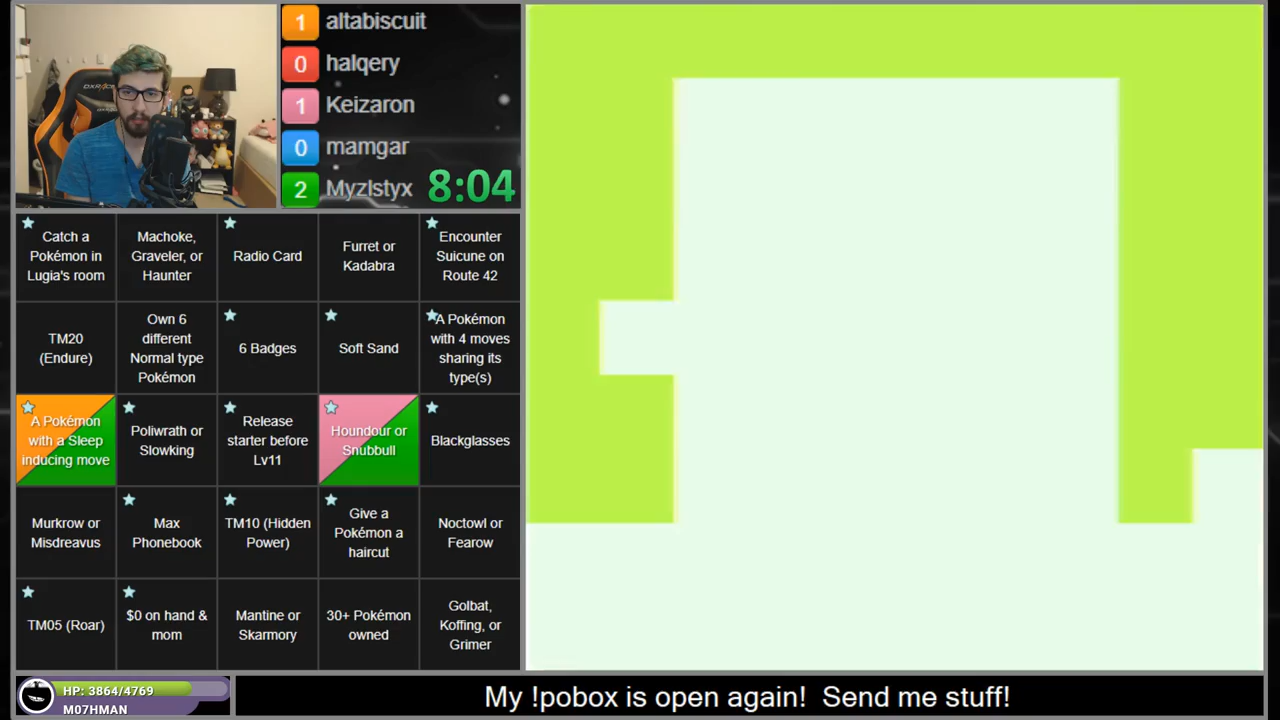 1 altabiscuit
0 halqery
1 Keizaron
0 mamgar
2 Myzlstyx
8:04
Catch a
Pokémon in
Lugia's room
Machoke,
Graveler, or
Haunter
Radio Card
Furret or
Kadabra
Encounter
Suicune on
Route 42
TM20
(Endure)
Own 6
different
Normal type
Pokémon
6 Badges
Soft Sand
A Pokémon
with 4 moves
sharing its
type(s)
A Pokémon
with a Sleep
inducing move
Poliwrath or
Slowking
Release
starter before
Lv11
Houndour or
Snubbull
Blackglasses
Murkrow or
Misdreavus
Max
Phonebook
TM10 (Hidden
Power)
Give a
Pokémon a
haircut
Noctowl or
Fearow
TM05 (Roar)
$0 on hand &
mom
Mantine or
Skarmory
30+ Pokémon
owned
Golbat,
Koffing, or
Grimer
HP: 3864/4769
M07HMAN
My !pobox is open again! Send me stuff!